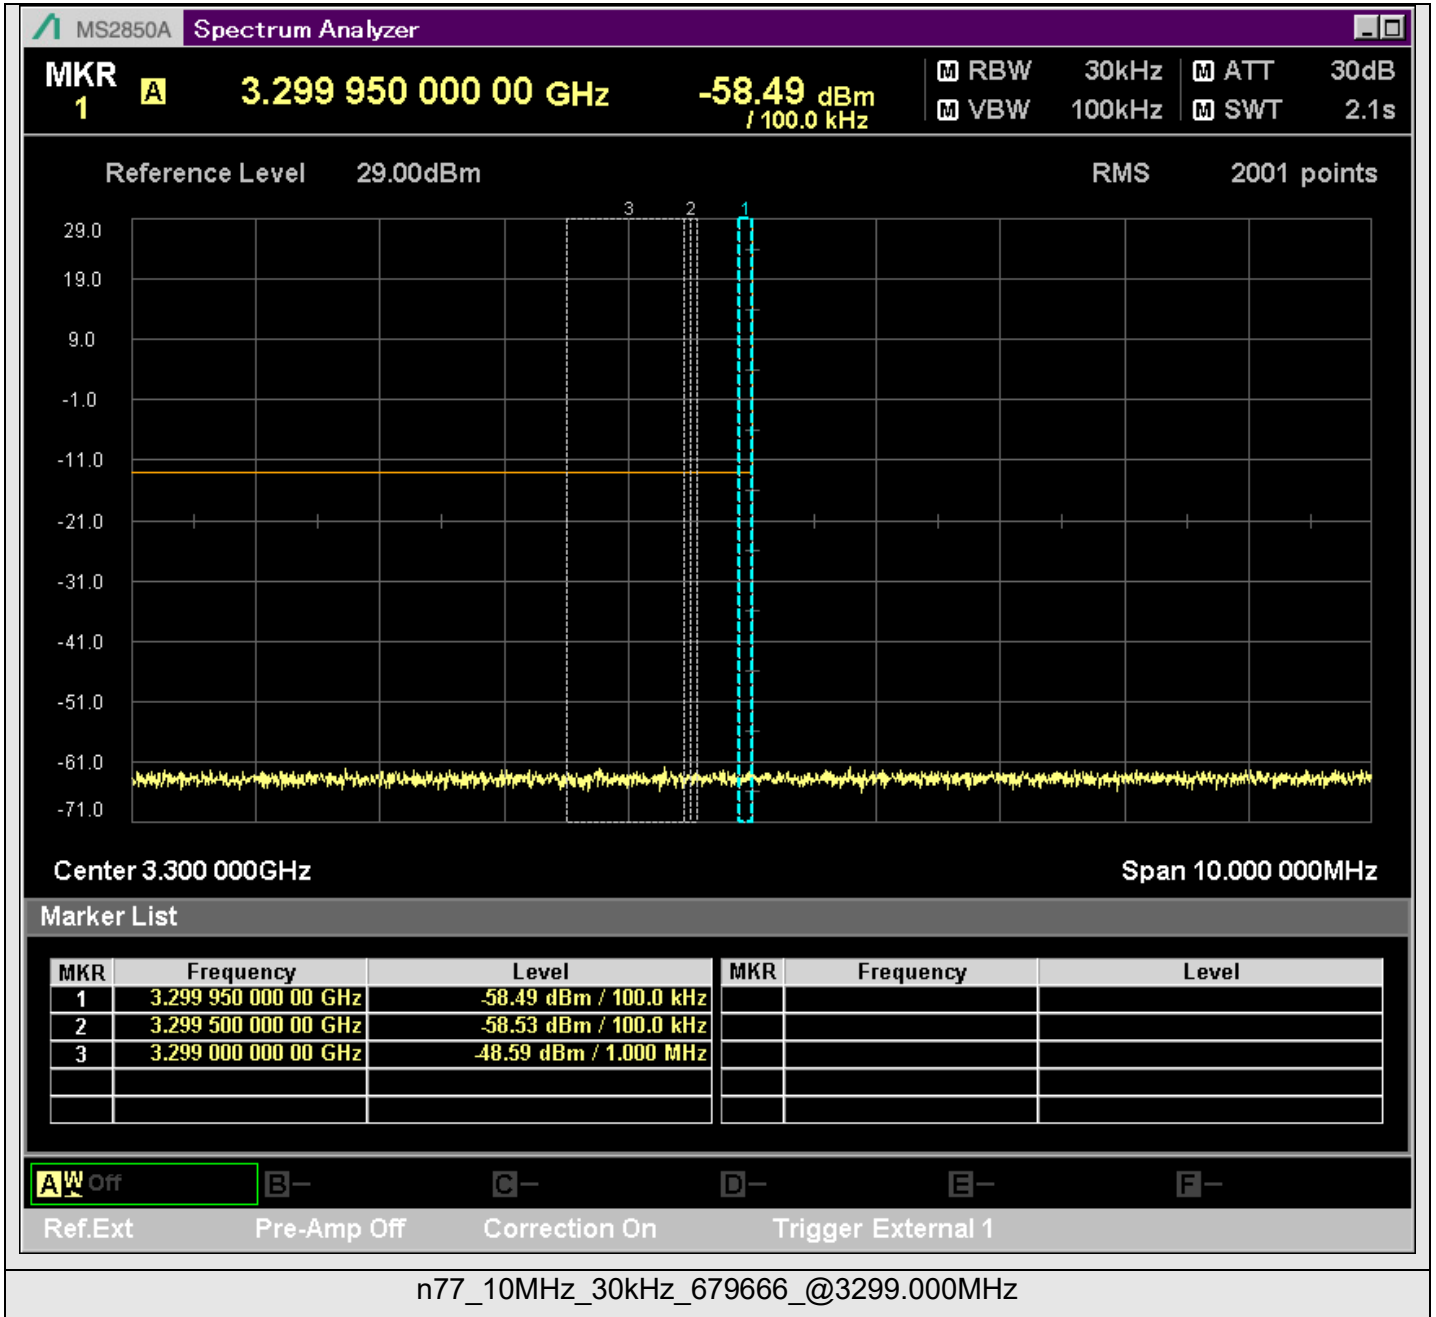 MS2850A Spectrum Analyzer
MKR 1 A 3.299 950 000 00 GHz -58.49 dBm / 100.0 kHz
M RBW 30kHz M ATT 30dB
M VBW 100kHz M SWT 2.1s
Reference Level 29.00dBm RMS 2001 points
3 2 1
29.0
19.0
9.0
-1.0
-11.0
-21.0
-31.0
-41.0
-51.0
-61.0
-71.0
Center 3.300 000GHz Span 10.000 000MHz
Marker List
MKR Frequency Level MKR Frequency Level
1 3.299 950 000 00 GHz -58.49 dBm / 100.0 kHz
2 3.299 500 000 00 GHz -58.53 dBm / 100.0 kHz
3 3.299 000 000 00 GHz -48.59 dBm / 1.000 MHz
A W Off B - C - D - E - F -
Ref.Ext Pre-Amp Off Correction On Trigger External 1
n77_10MHz_30kHz_679666_@3299.000MHz